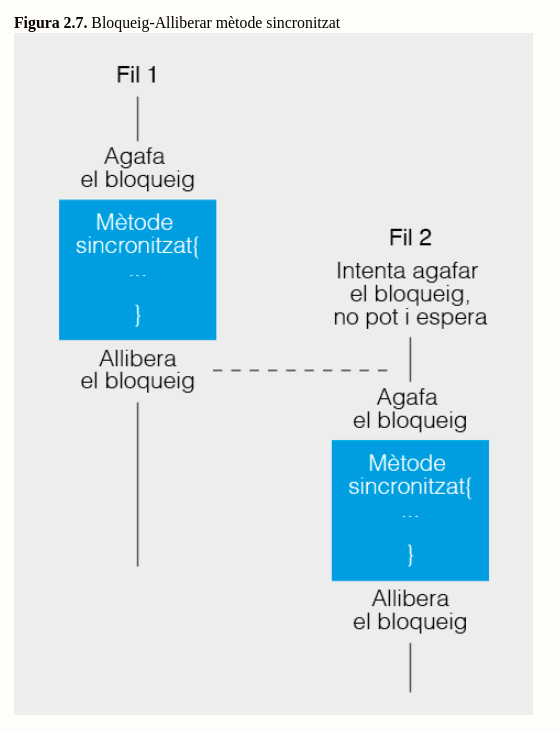 Figura 2.7. Bloqueig-Alliberar mètode sincronitzat
Fil 1
Agafa
el bloqueig
Mètode
sincronitzat{
...
}
Allibera
el bloqueig
Fil 2
Intenta agafar
el bloqueig,
no pot i espera
Agafa
el bloqueig
Mètode
sincronitzat{
...
}
Allibera
el bloqueig